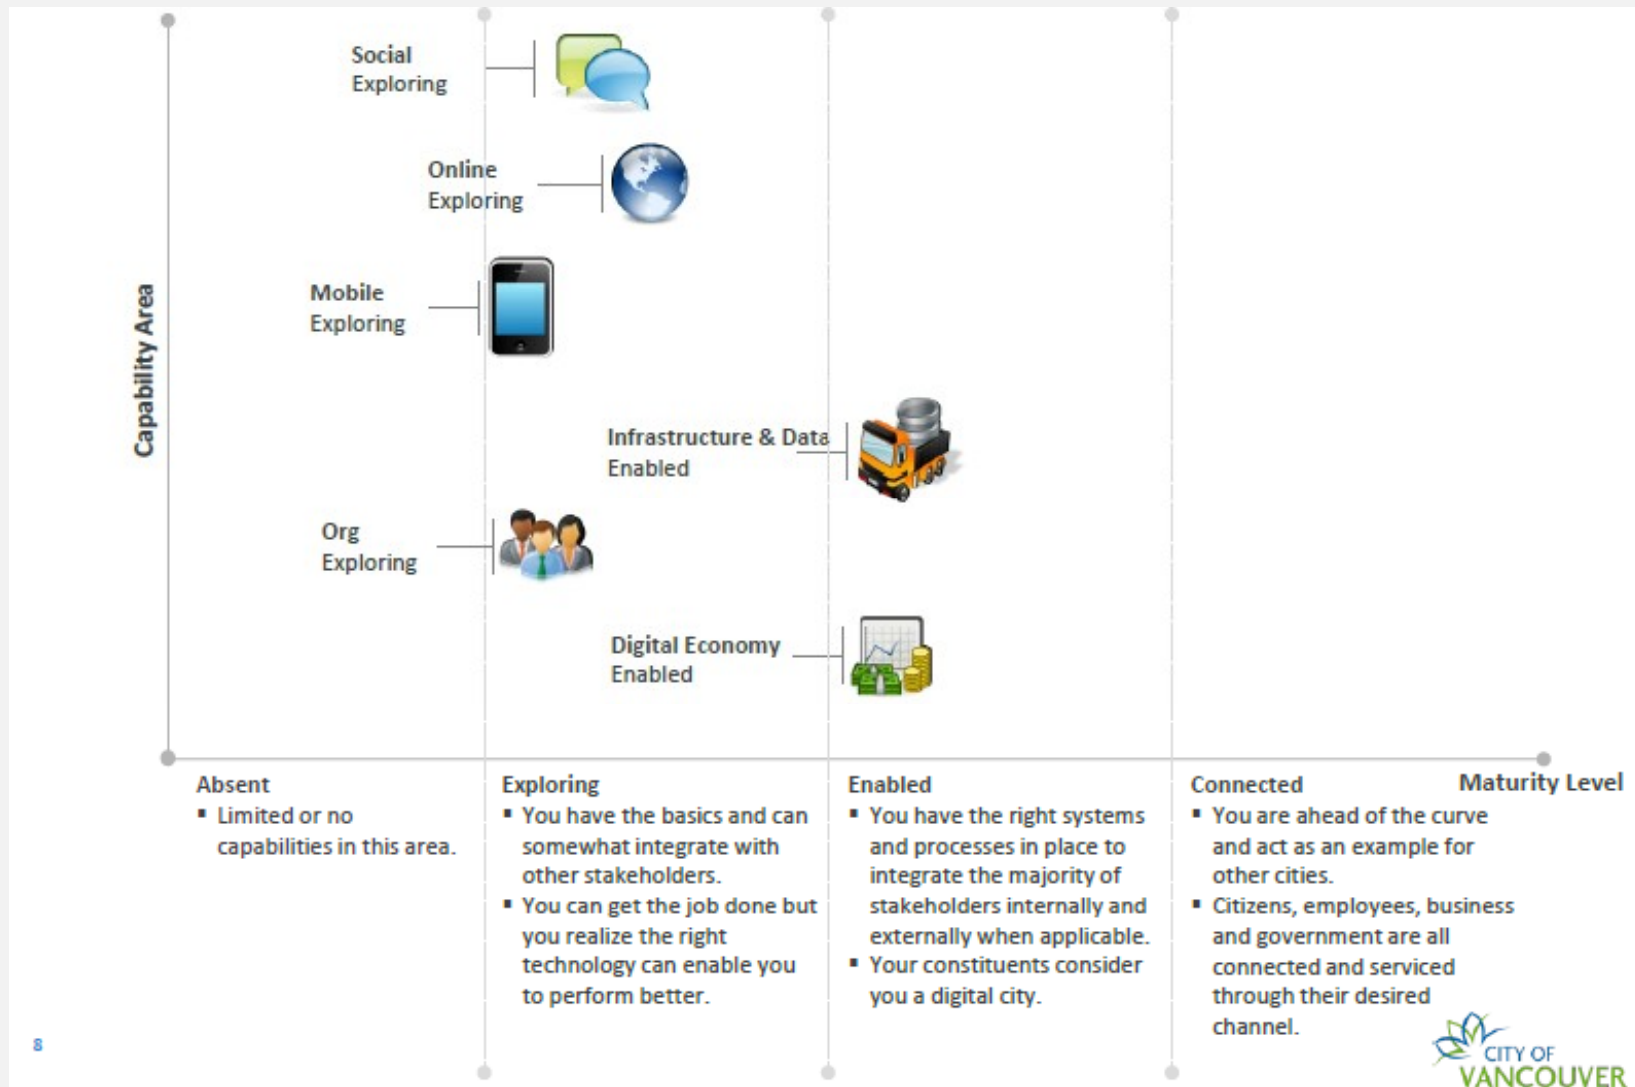 Social
Exploring
Online
Exploring
Mobile
Exploring
Capability Area
Infrastructure & Data
Enabled
Org
Exploring
Digital Economy
Enabled
Maturity Level
Absent
▪ Limited or no
capabilities in this area.
Exploring
▪ You have the basics and can
somewhat integrate with
other stakeholders.
▪ You can get the job done but
you realize the right
technology can enable you
to perform better.
Enabled
▪ You have the right systems
and processes in place to
integrate the majority of
stakeholders internally and
externally when applicable.
▪ Your constituents consider
you a digital city.
Connected
▪ You are ahead of the curve
and act as an example for
other cities.
▪ Citizens, employees, business
and government are all
connected and serviced
through their desired
channel.
8
CITY OF
VANCOUVER